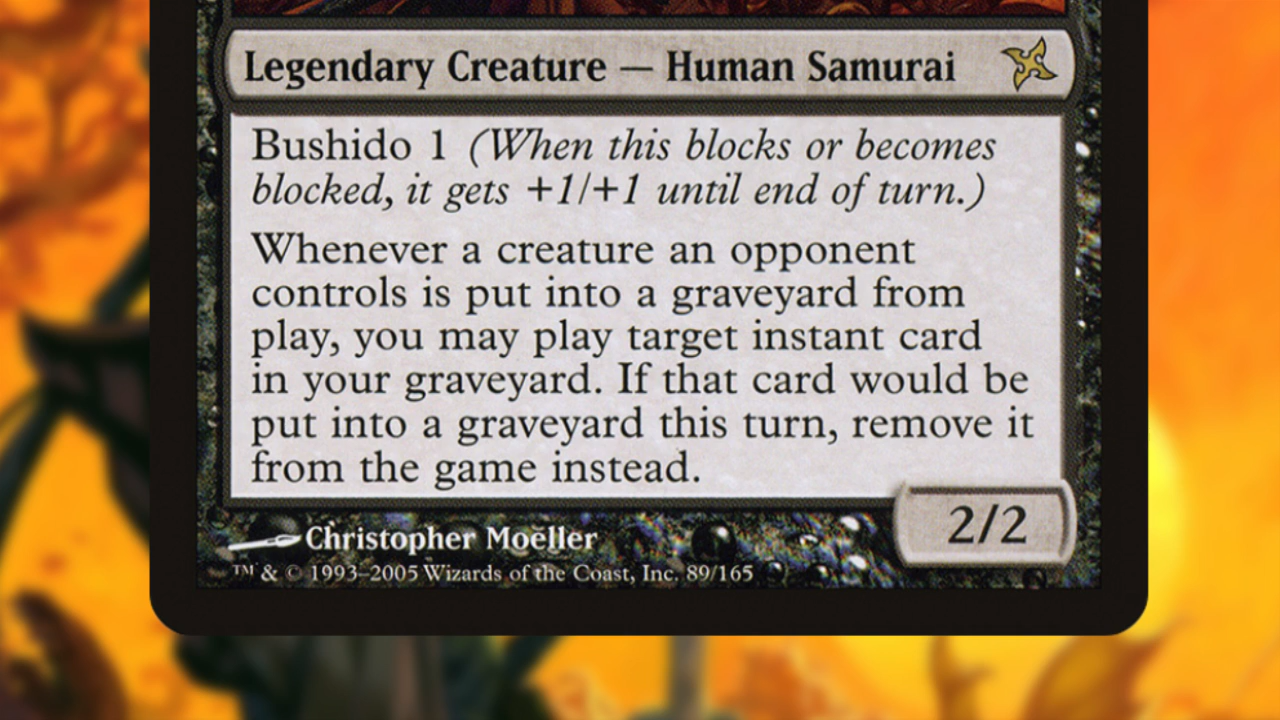 Legendary Creature — Human Samurai
Bushido 1 (When this blocks or becomes
blocked, it gets +1/+1 until end of turn.)
Whenever a creature an opponent
controls is put into a graveyard from
play, you may play target instant card
in your graveyard. If that card would be
put into a graveyard this turn, remove it
from the game instead.
2/2
Christopher Moeller
™ & © 1993–2005 Wizards of the Coast, Inc. 89/165